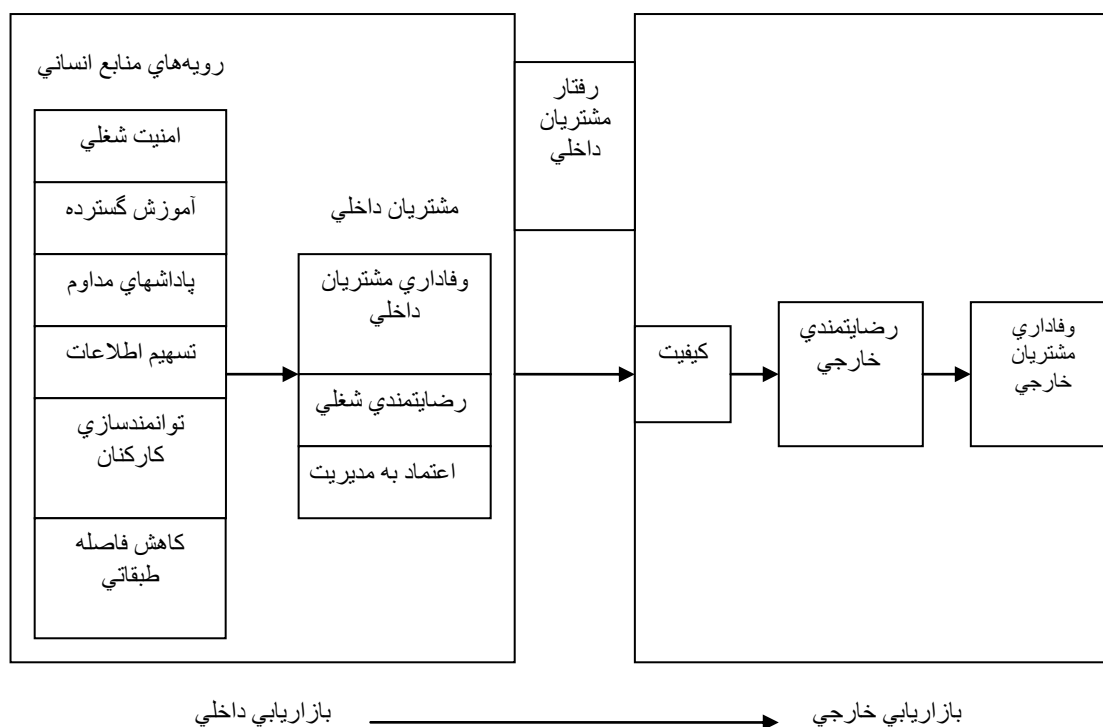 رويه‌هاي منابع انساني
امنيت شغلي
آموزش گسترده
پاداشهاي مداوم
تسهيم اطلاعات
توانمندسازي
كاركنان
كاهش فاصله
طبقاتي
مشتريان داخلي
وفاداري مشتريان
داخلي
رضايتمندي شغلي
اعتماد به مديريت
رفتار
مشتريان
داخلي
كيفيت
رضايتمندي
خارجي
وفاداري
مشتريان
خارجي
بازاريابي داخلي
بازاريابي خارجي